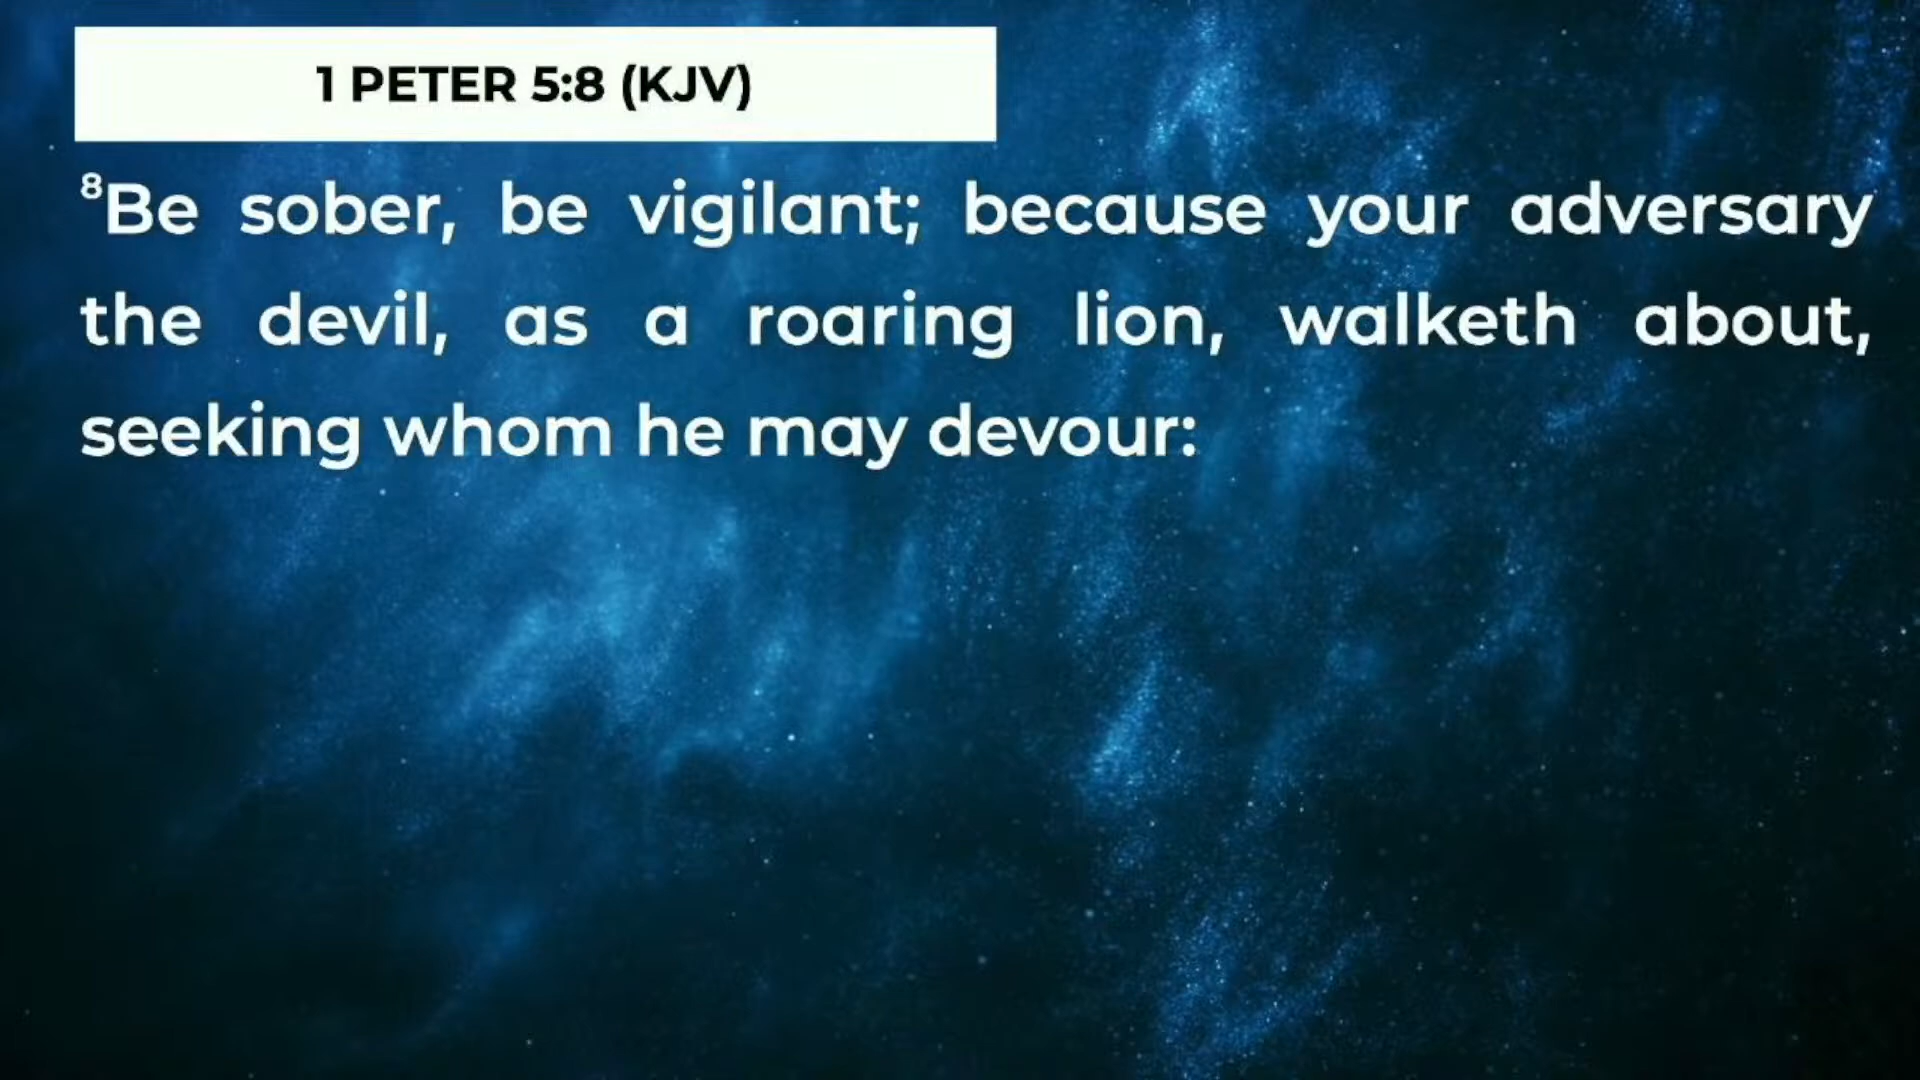 1 PETER 5:8 (KJV)
8Be sober, be vigilant; because your adversary
the devil, as a roaring lion, walketh about,
seeking whom he may devour: